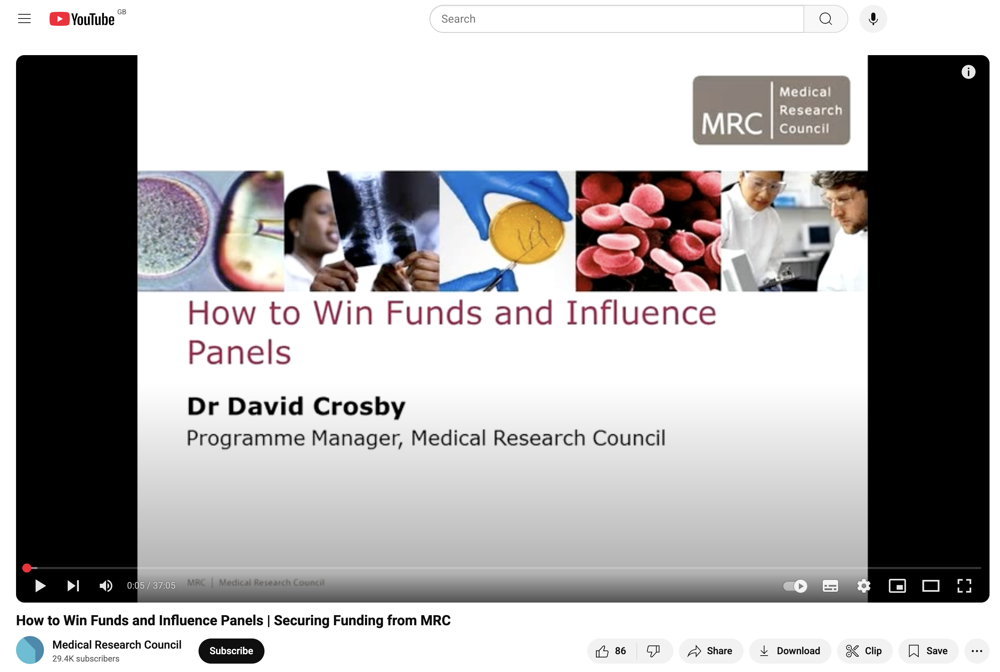 YouTube GB
Search
MRC
Medical
Research
Council
How to Win Funds and Influence
Panels
Dr David Crosby
Programme Manager, Medical Research Council
0:05 / 37:05
MRC | Medical Research Council
How to Win Funds and Influence Panels | Securing Funding from MRC
Medical Research Council
29.4K subscribers
Subscribe
86
Share
Download
Clip
Save